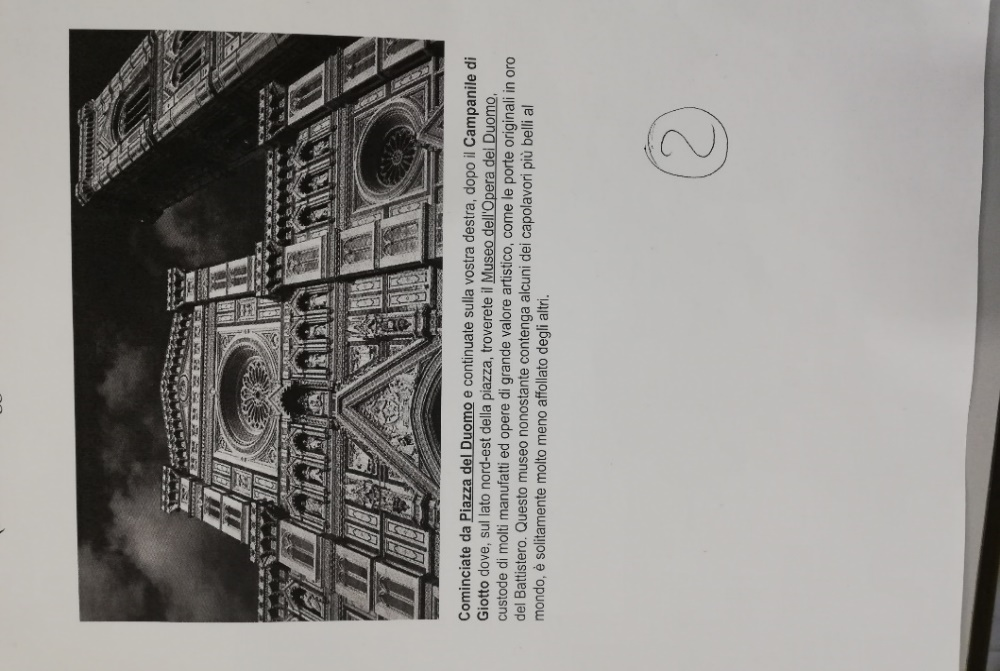 Cominciate da Piazza del Duomo e continuate sulla vostra destra, dopo il Campanile di
Giotto dove, sul lato nord-est della piazza, troverete il Museo dell'Opera del Duomo,
custode di molti manufatti ed opere di grande valore artistico, come le porte originali in oro
del Battistero. Questo museo nonostante contenga alcuni dei capolavori più belli al
mondo, è solitamente molto meno affollato degli altri.
2